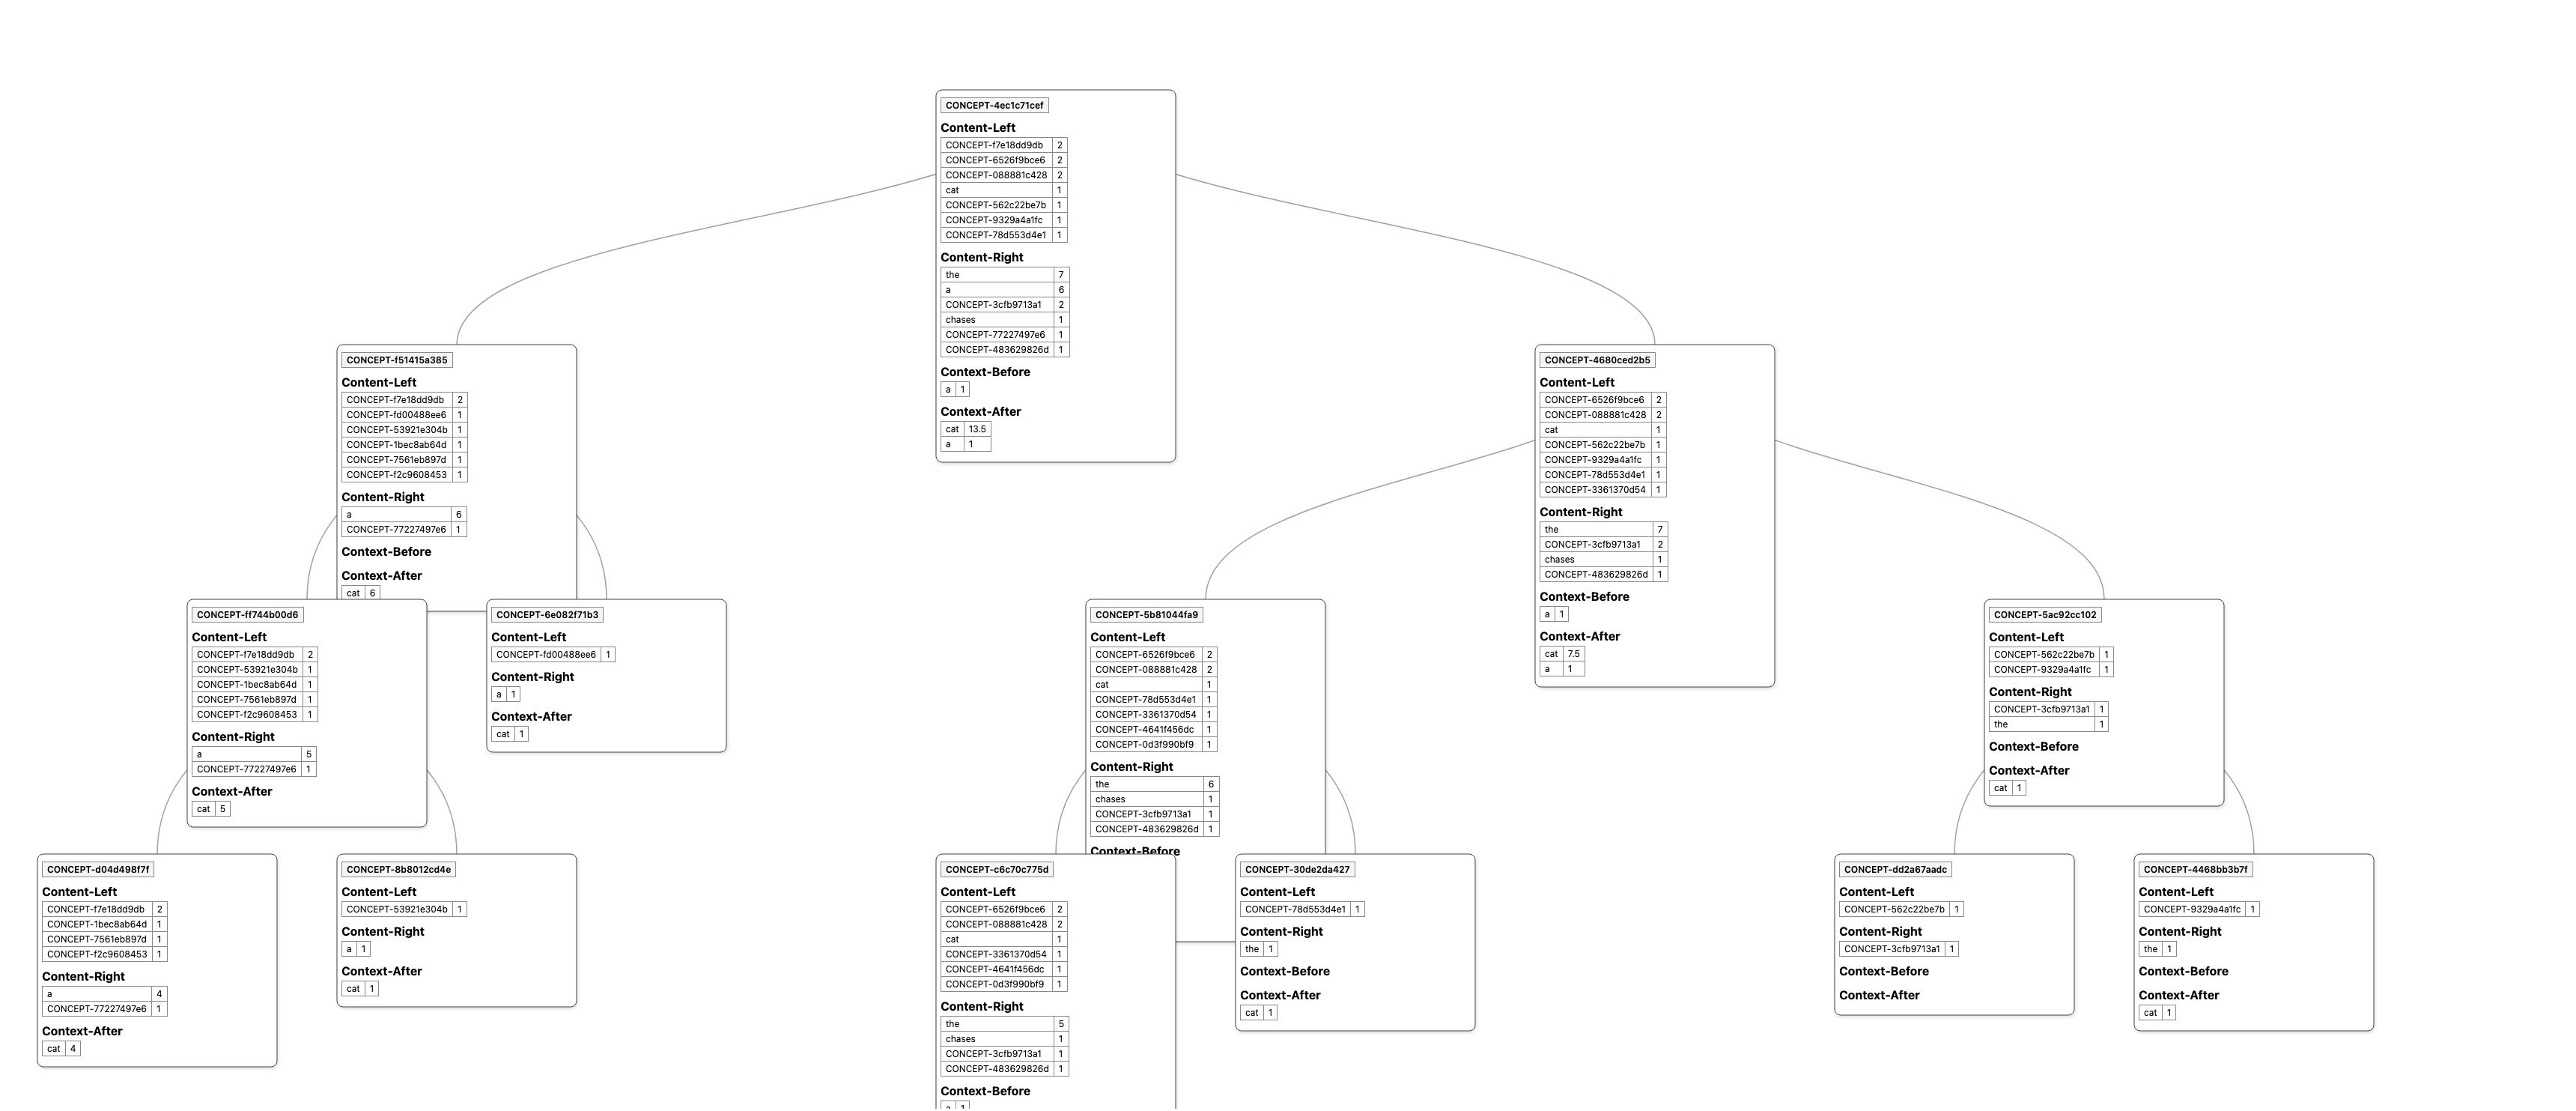 CONCEPT-4ec1c71cef
Content-Left
CONCEPT-f7e18dd9db 2
CONCEPT-6526f9bce6 2
CONCEPT-088881c428 2
cat 1
CONCEPT-562c22be7b 1
CONCEPT-9329a4a1fc 1
CONCEPT-78d553d4e1 1
Content-Right
the 7
a 6
CONCEPT-3cfb9713a1 2
chases 1
CONCEPT-77227497e6 1
CONCEPT-483629826d 1
Context-Before
a 1
Context-After
cat 13.5
a 1
CONCEPT-f51415a385
Content-Left
CONCEPT-f7e18dd9db 2
CONCEPT-fd00488ee6 1
CONCEPT-53921e304b 1
CONCEPT-1bec8ab64d 1
CONCEPT-7561eb897d 1
CONCEPT-f2c9608453 1
Content-Right
a 6
CONCEPT-77227497e6 1
Context-Before
Context-After
cat 6
CONCEPT-4680ced2b5
Content-Left
CONCEPT-6526f9bce6 2
CONCEPT-088881c428 2
cat 1
CONCEPT-562c22be7b 1
CONCEPT-9329a4a1fc 1
CONCEPT-78d553d4e1 1
CONCEPT-3361370d54 1
Content-Right
the 7
CONCEPT-3cfb9713a1 2
chases 1
CONCEPT-483629826d 1
Context-Before
a 1
Context-After
cat 7.5
a 1
CONCEPT-ff744b00d6
Content-Left
CONCEPT-f7e18dd9db 2
CONCEPT-53921e304b 1
CONCEPT-1bec8ab64d 1
CONCEPT-7561eb897d 1
CONCEPT-f2c9608453 1
Content-Right
a 5
CONCEPT-77227497e6 1
Context-After
cat 5
CONCEPT-6e082f71b3
Content-Left
CONCEPT-fd00488ee6 1
Content-Right
a 1
Context-After
cat 1
CONCEPT-5b81044fa9
Content-Left
CONCEPT-6526f9bce6 2
CONCEPT-088881c428 2
cat 1
CONCEPT-78d553d4e1 1
CONCEPT-3361370d54 1
CONCEPT-4641f456dc 1
CONCEPT-0d3f990bf9 1
Content-Right
the 6
chases 1
CONCEPT-3cfb9713a1 1
CONCEPT-483629826d 1
Context-Before
CONCEPT-5ac92cc102
Content-Left
CONCEPT-562c22be7b 1
CONCEPT-9329a4a1fc 1
Content-Right
CONCEPT-3cfb9713a1 1
the 1
Context-Before
Context-After
cat 1
CONCEPT-d04d498f7f
Content-Left
CONCEPT-f7e18dd9db 2
CONCEPT-1bec8ab64d 1
CONCEPT-7561eb897d 1
CONCEPT-f2c9608453 1
Content-Right
a 4
CONCEPT-77227497e6 1
Context-After
cat 4
CONCEPT-8b8012cd4e
Content-Left
CONCEPT-53921e304b 1
Content-Right
a 1
Context-After
cat 1
CONCEPT-c6c70c775d
Content-Left
CONCEPT-6526f9bce6 2
CONCEPT-088881c428 2
cat 1
CONCEPT-3361370d54 1
CONCEPT-4641f456dc 1
CONCEPT-0d3f990bf9 1
Content-Right
the 5
chases 1
CONCEPT-3cfb9713a1 1
CONCEPT-483629826d 1
Context-Before
CONCEPT-30de2da427
Content-Left
CONCEPT-78d553d4e1 1
Content-Right
the 1
Context-Before
Context-After
cat 1
CONCEPT-dd2a67aadc
Content-Left
CONCEPT-562c22be7b 1
Content-Right
CONCEPT-3cfb9713a1 1
Context-Before
Context-After
CONCEPT-4468bb3b7f
Content-Left
CONCEPT-9329a4a1fc 1
Content-Right
the 1
Context-Before
Context-After
cat 1